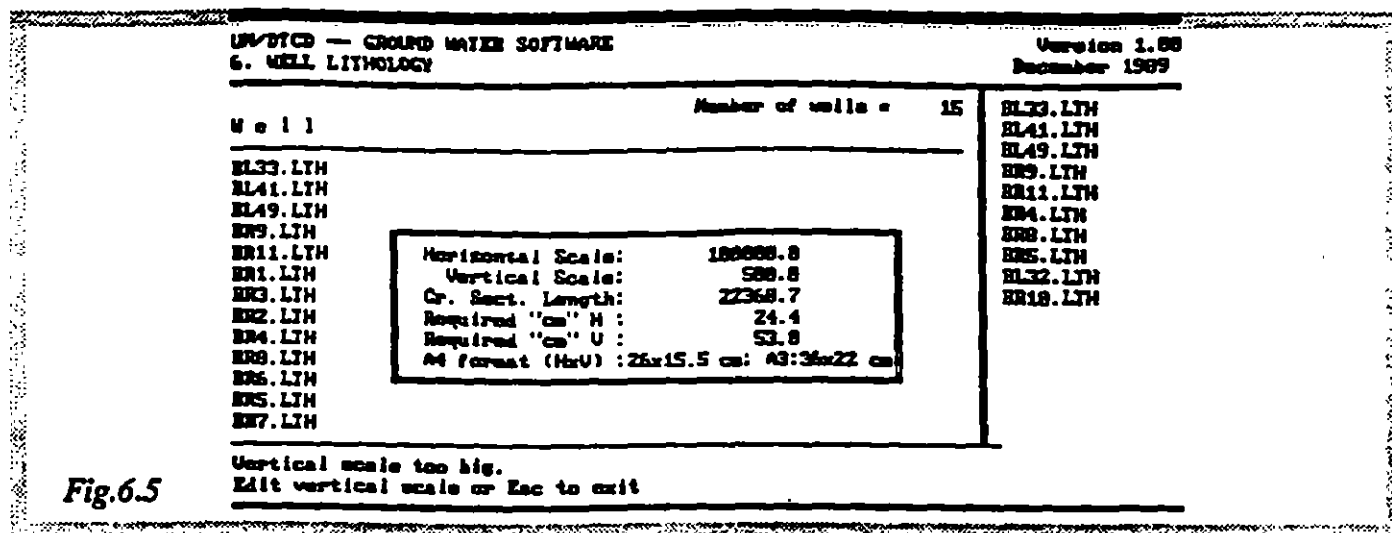 UN/DTCD — GROUND WATER SOFTWARE
Version 1.00
6. WELL LITHOLOGY
December 1989
Number of wells = 15
W e l l
BL33.LTH
BL41.LTH
BL49.LTH
BR9.LTH
BR11.LTH
BR1.LTH
BR3.LTH
BR2.LTH
BR4.LTH
BR8.LTH
BR6.LTH
BR5.LTH
BR7.LTH
Horizontal Scale: 100000.0
Vertical Scale: 500.0
Cr. Sect. Length: 22360.7
Required "cm" H : 24.4
Required "cm" V : 53.0
A4 format (HxV) :26x15.5 cm; A3:36x22 cm
BL33.LTH
BL41.LTH
BL49.LTH
BR9.LTH
BR11.LTH
BR4.LTH
BR8.LTH
BR5.LTH
BL32.LTH
BR10.LTH
Vertical scale too big.
Edit vertical scale or Esc to exit
Fig.6.5